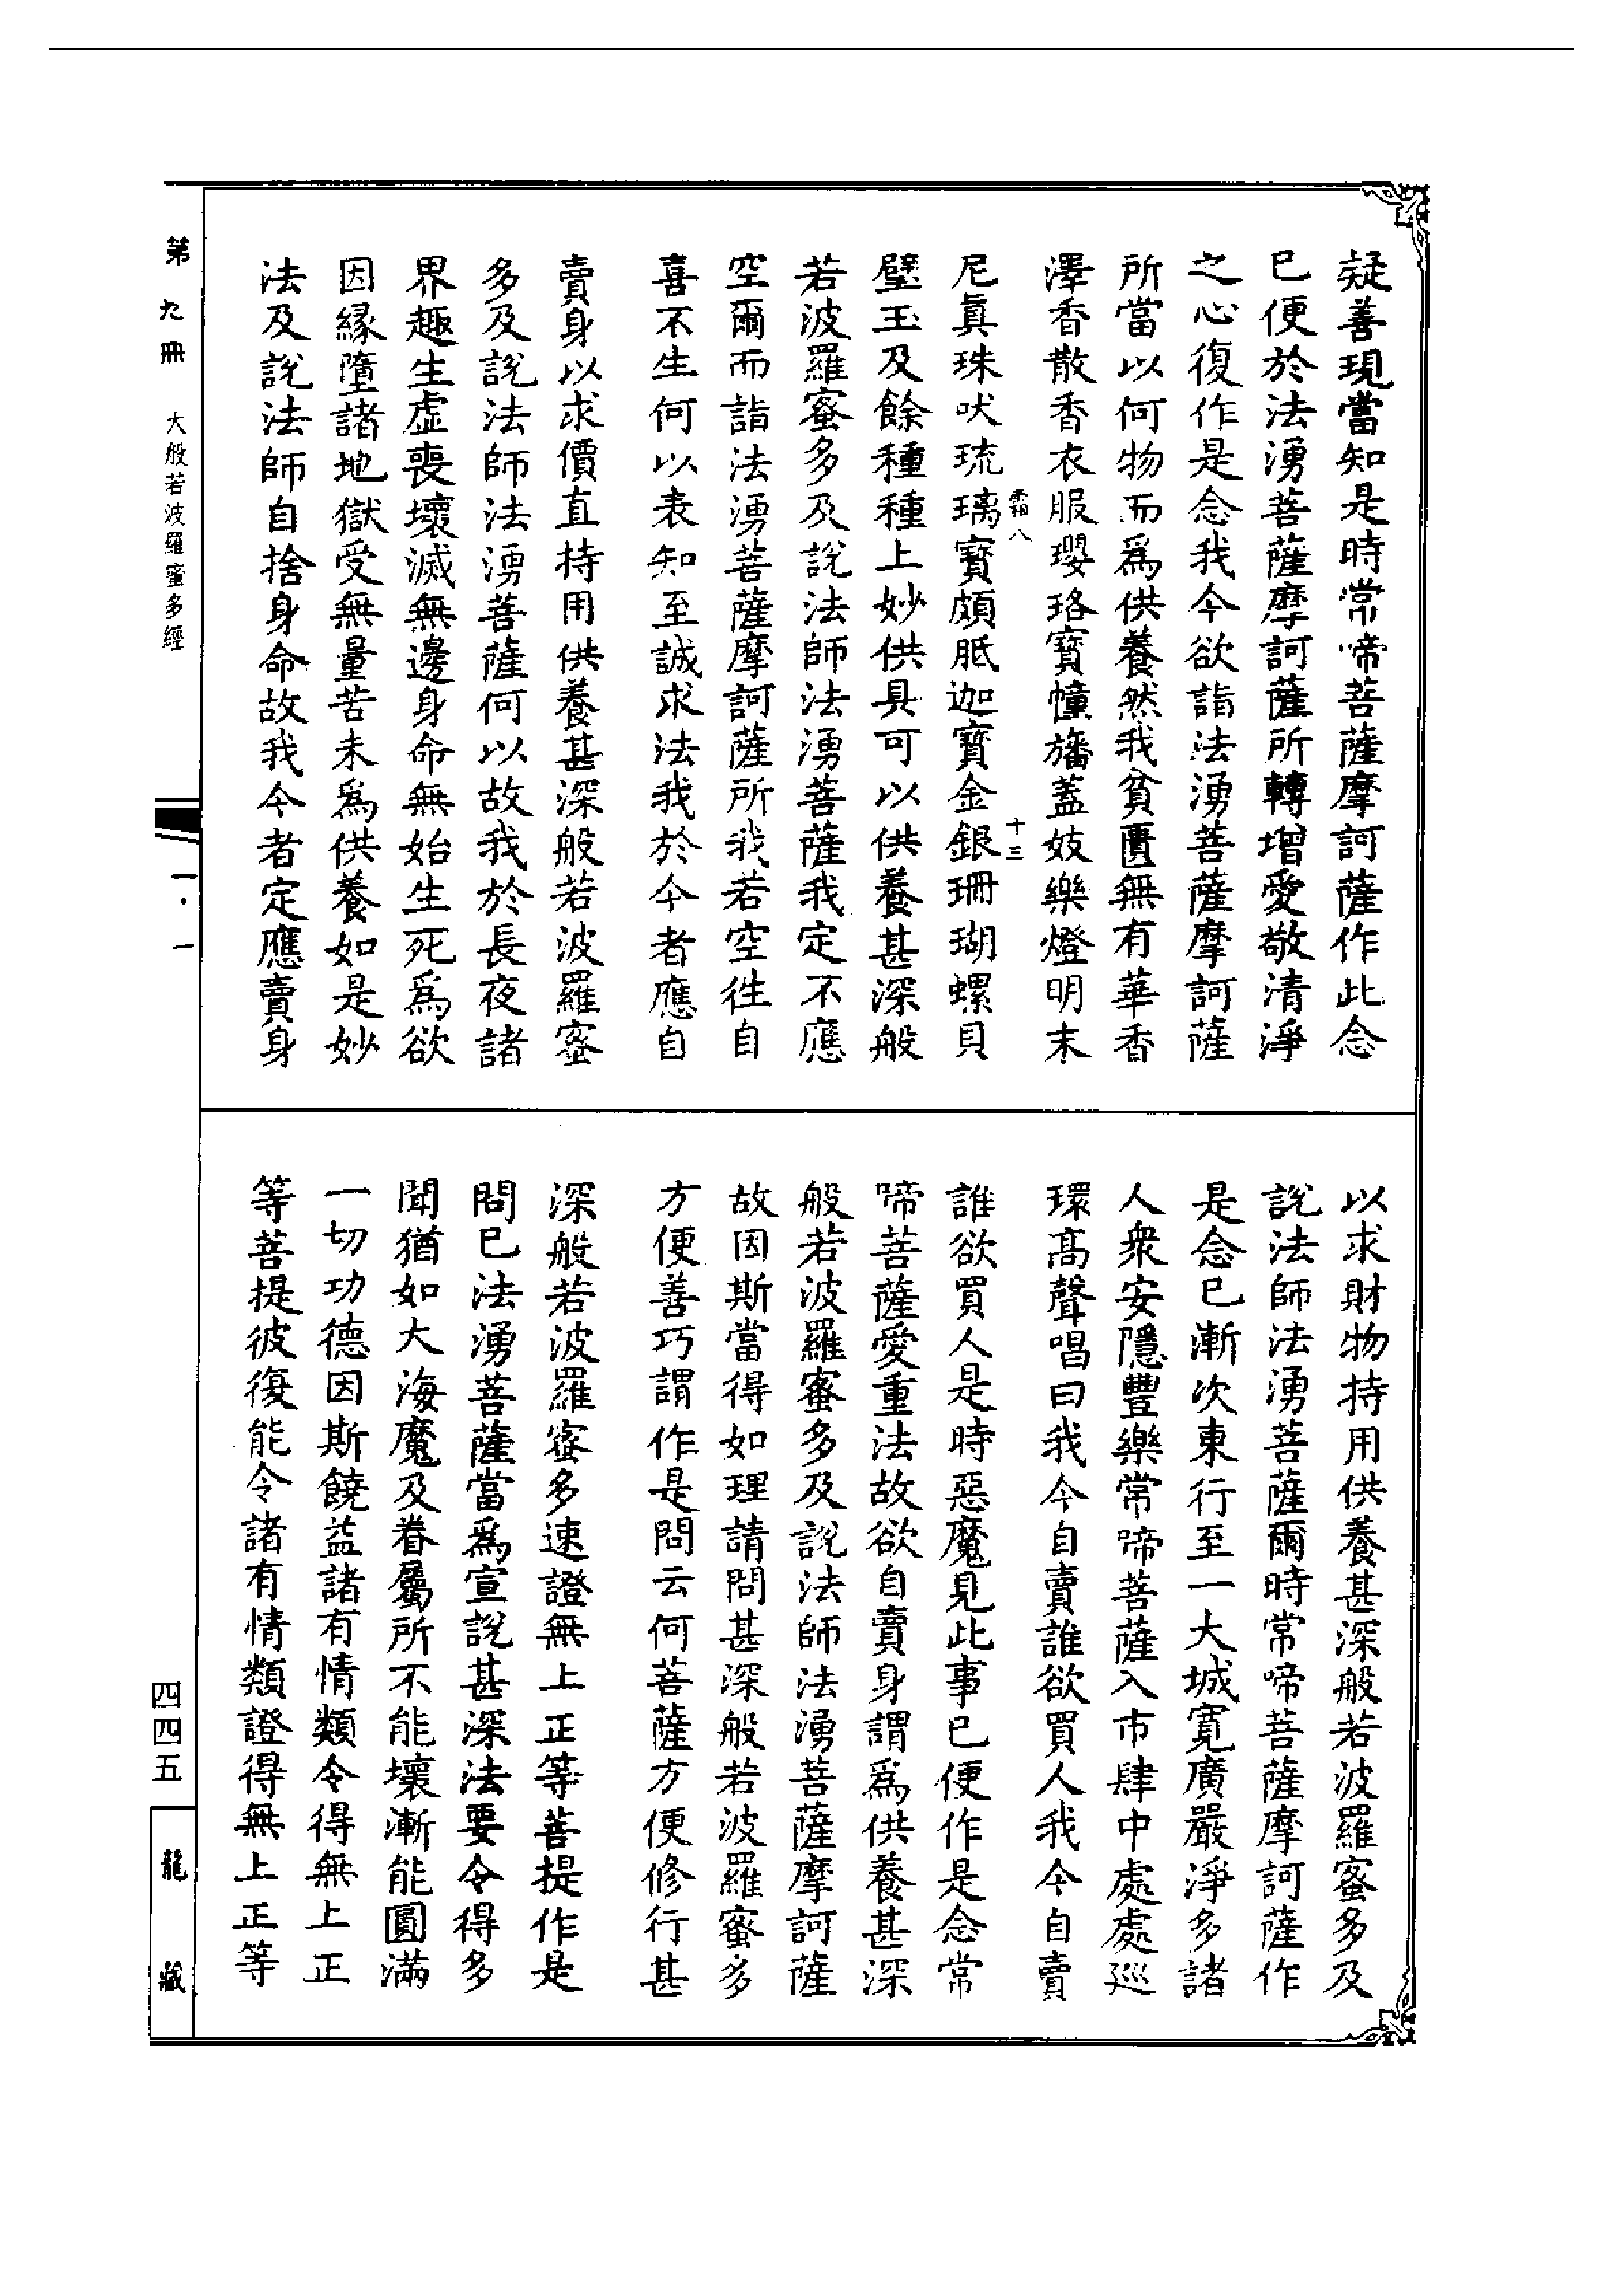 疑善現當知是時常啼菩薩摩訶薩作此念
已便於法湧菩薩摩訶薩所轉增愛敬清淨
之心復作是念我今欲詣法湧菩薩摩訶薩
所當以何物而爲供養然我貧匱無有華香
澤香散香衣服瓔珞寶幢旛蓋妓樂燈明末
霜八
十三
尼眞珠吠琉璃寶頗胝迦寶金銀珊瑚螺貝
璧玉及餘種種上妙供具可以供養甚深般
若波羅蜜多及說法師法湧菩薩我定不應
空爾而詣法湧菩薩摩訶薩所我若空往自
喜不生何以表知至誠求法我於今者應自
賣身以求價直持用供養甚深般若波羅蜜
多及說法師法湧菩薩何以故我於長夜諸
界趣生虛喪壞滅無邊身命無始生死爲欲
因緣墮諸地獄受無量苦未爲供養如是妙
法及說法師自捨身命故我今者定應賣身
以求財物持用供養甚深般若波羅蜜多及
說法師法湧菩薩爾時常啼菩薩摩訶薩作
是念已漸次東行至一大城寬廣嚴淨多諸
人衆安隱豐樂常啼菩薩入市肆中處處巡
環高聲唱曰我今自賣誰欲買人我今自賣
誰欲買人是時惡魔見此事已便作是念常
啼菩薩愛重法故欲自賣身謂爲供養甚深
般若波羅蜜多及說法師法湧菩薩摩訶薩
故因斯當得如理請問甚深般若波羅蜜多
方便善巧謂作是問云何菩薩方便修行甚
深般若波羅蜜多速證無上正等菩提作是
問已法湧菩薩當爲宣說甚深法要令得多
聞猶如大海魔及眷屬所不能壞漸能圓滿
一切功德因斯饒益諸有情類令得無上正
等菩提彼復能令諸有情類證得無上正等
第九冊 大般若波羅蜜多經
一·一
四四五
龍藏